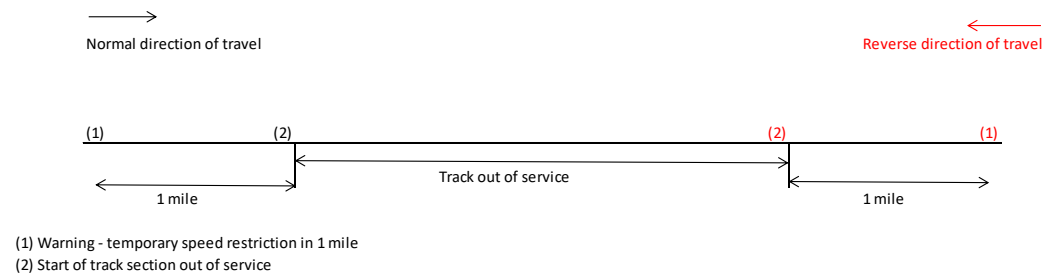 Normal direction of travel
Reverse direction of travel
(1) (2) (2) (1)
Track out of service
1 mile 1 mile
(1) Warning - temporary speed restriction in 1 mile
(2) Start of track section out of service